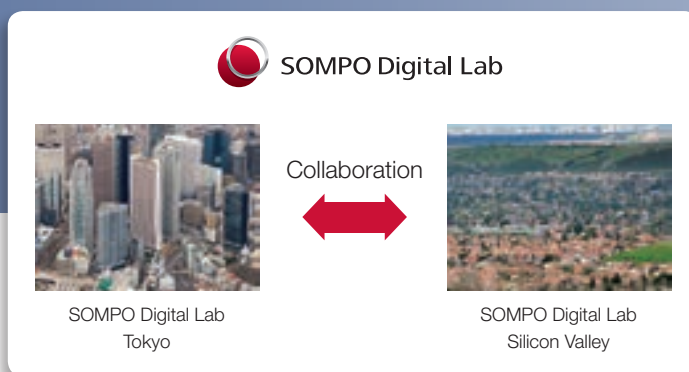 SOMPO Digital Lab
Collaboration
SOMPO Digital Lab
Tokyo
SOMPO Digital Lab
Silicon Valley